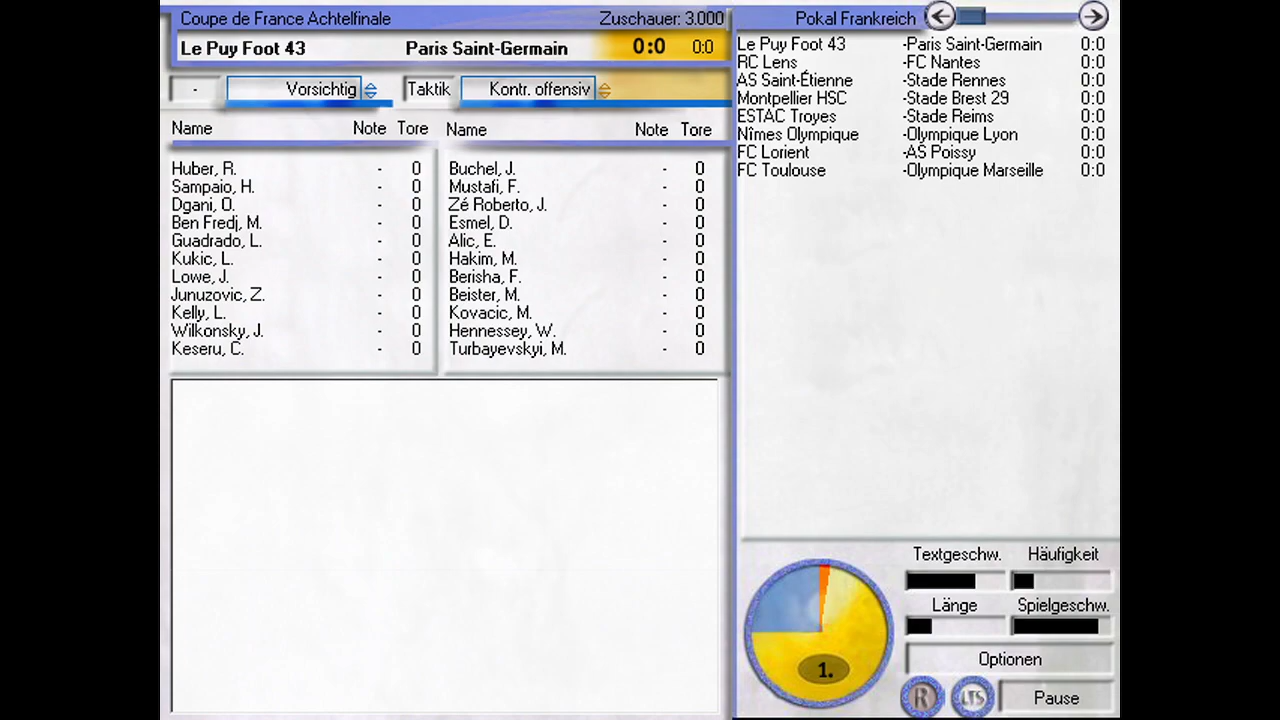 Coupe de France Achtelfinale Zuschauer: 3.000
Le Puy Foot 43 Paris Saint-Germain 0:0 0:0
- Vorsichtig Taktik Kontr. offensiv
Name Note Tore Name Note Tore
Huber, R. - 0 Buchel, J. - 0
Sampaio, H. - 0 Mustafi, F. - 0
Dgani, O. - 0 Zé Roberto, J. - 0
Ben Fredj, M. - 0 Esmel, D. - 0
Guadrado, L. - 0 Alic, E. - 0
Kukic, L. - 0 Hakim, M. - 0
Lowe, J. - 0 Berisha, F. - 0
Junuzovic, Z. - 0 Beister, M. - 0
Kelly, L. - 0 Kovacic, M. - 0
Wilkonsky, J. - 0 Hennessey, W. - 0
Keseru, C. - 0 Turbayevskyi, M. - 0
Pokal Frankreich
Le Puy Foot 43 -Paris Saint-Germain 0:0
RC Lens -FC Nantes 0:0
AS Saint-Étienne -Stade Rennes 0:0
Montpellier HSC -Stade Brest 29 0:0
ESTAC Troyes -Stade Reims 0:0
Nîmes Olympique -Olympique Lyon 0:0
FC Lorient -AS Poissy 0:0
FC Toulouse -Olympique Marseille 0:0
Textgeschw. Häufigkeit
Länge Spielgeschw.
Optionen
1.
R LTS Pause